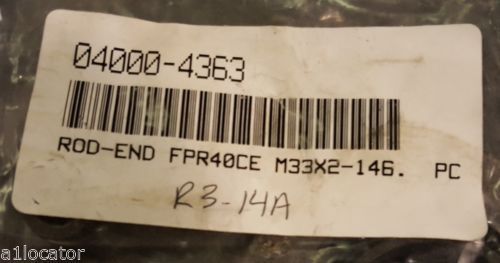 04000-4363
ROD-END FPR40CE M33X2-146. PC
R3-14A
a1locator